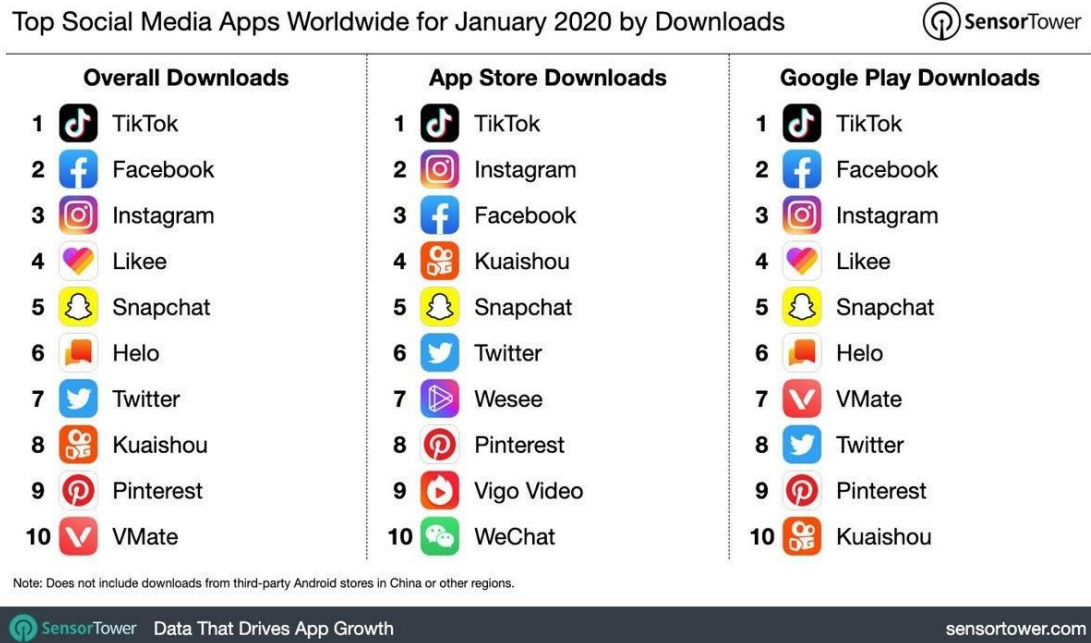 Top Social Media Apps Worldwide for January 2020 by Downloads
SensorTower
Overall Downloads
1 TikTok
2 Facebook
3 Instagram
4 Likee
5 Snapchat
6 Helo
7 Twitter
8 Kuaishou
9 Pinterest
10 VMate
App Store Downloads
1 TikTok
2 Instagram
3 Facebook
4 Kuaishou
5 Snapchat
6 Twitter
7 Wesee
8 Pinterest
9 Vigo Video
10 WeChat
Google Play Downloads
1 TikTok
2 Facebook
3 Instagram
4 Likee
5 Snapchat
6 Helo
7 VMate
8 Twitter
9 Pinterest
10 Kuaishou
Note: Does not include downloads from third-party Android stores in China or other regions.
SensorTower Data That Drives App Growth sensortower.com